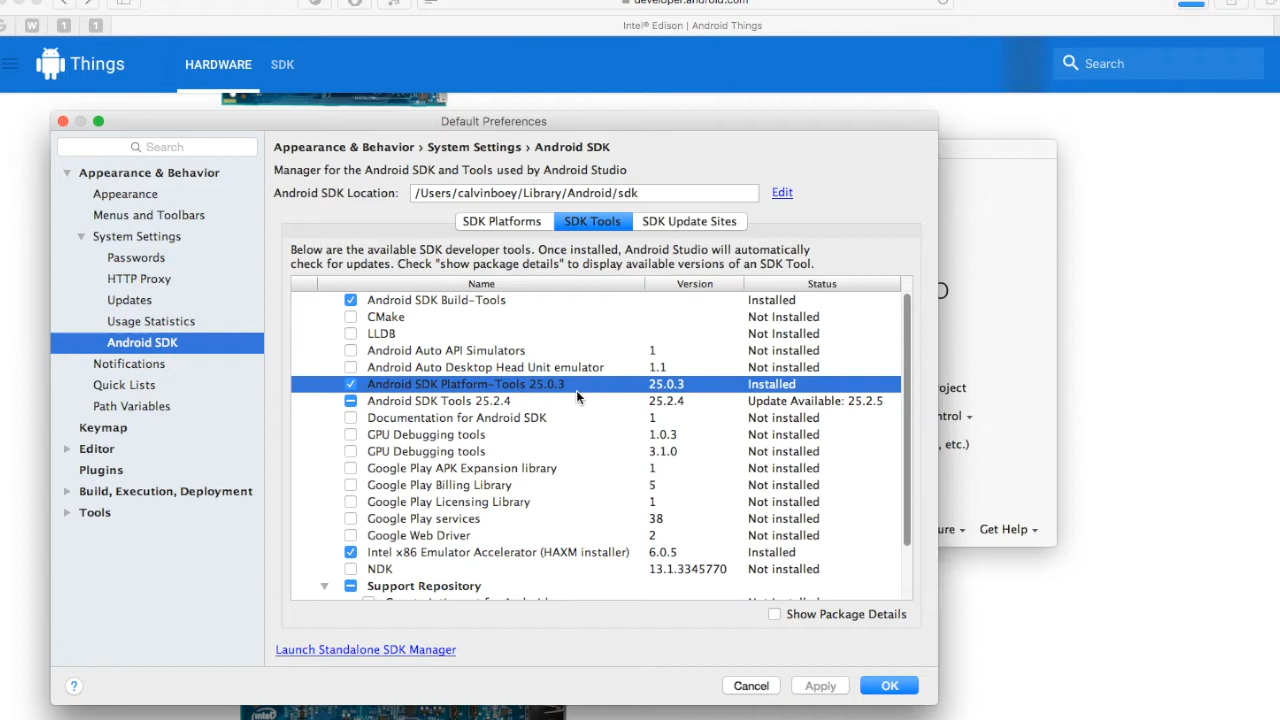 developer.android.com
W 1 1 Intel® Edison | Android Things
Things HARDWARE SDK Search
Default Preferences
Search
Appearance & Behavior
Appearance
Menus and Toolbars
System Settings
Passwords
HTTP Proxy
Updates
Usage Statistics
Android SDK
Notifications
Quick Lists
Path Variables
Keymap
Editor
Plugins
Build, Execution, Deployment
Tools
Appearance & Behavior › System Settings › Android SDK
Manager for the Android SDK and Tools used by Android Studio
Android SDK Location: /Users/calvinboey/Library/Android/sdk Edit
SDK Platforms SDK Tools SDK Update Sites
Below are the available SDK developer tools. Once installed, Android Studio will automatically
check for updates. Check "show package details" to display available versions of an SDK Tool.
Name Version Status
Android SDK Build-Tools Installed
CMake Not Installed
LLDB Not Installed
Android Auto API Simulators 1 Not installed
Android Auto Desktop Head Unit emulator 1.1 Not installed
Android SDK Platform-Tools 25.0.3 25.0.3 Installed
Android SDK Tools 25.2.4 25.2.4 Update Available: 25.2.5
Documentation for Android SDK 1 Not installed
GPU Debugging tools 1.0.3 Not installed
GPU Debugging tools 3.1.0 Not installed
Google Play APK Expansion library 1 Not installed
Google Play Billing Library 5 Not installed
Google Play Licensing Library 1 Not installed
Google Play services 38 Not installed
Google Web Driver 2 Not installed
Intel x86 Emulator Accelerator (HAXM installer) 6.0.5 Installed
NDK 13.1.3345770 Not installed
Support Repository
Show Package Details
Launch Standalone SDK Manager
? Cancel Apply OK
oject
ntrol
, etc.)
ure Get Help
intel